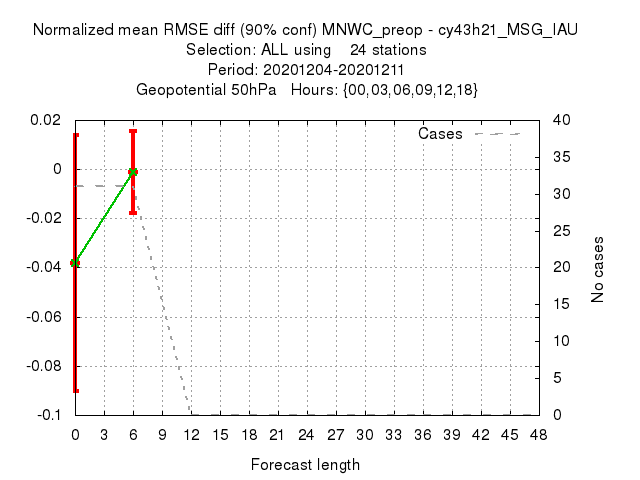 Normalized mean RMSE diff (90% conf) MNWC_preop - cy43h21_MSG_IAU
Selection: ALL using 24 stations
Period: 20201204-20201211
Geopotential 50hPa Hours: {00,03,06,09,12,18}
Cases
0.02
0
-0.02
-0.04
-0.06
-0.08
-0.1
40
35
30
25
20
15
10
5
0
No cases
0 3 6 9 12 15 18 21 24 27 30 33 36 39 42 45 48
Forecast length